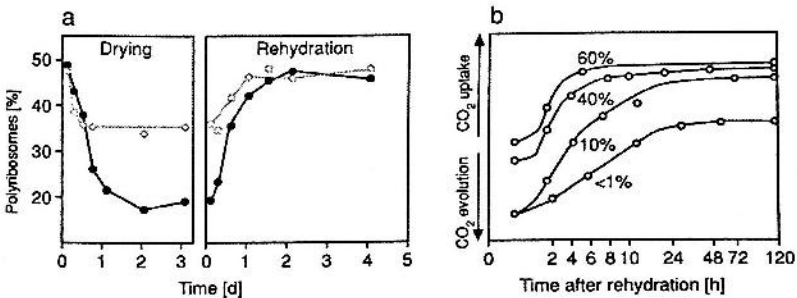 a
Drying
Rehydration
50
40
30
20
Polyribosomes [%]
0 1 2 3
0 1 2 3 4 5
Time [d]
b
CO2 uptake
CO2 evolution
60%
40%
10%
<1%
0 2 4 6 8 10 24 48 72 120
Time after rehydration [h]